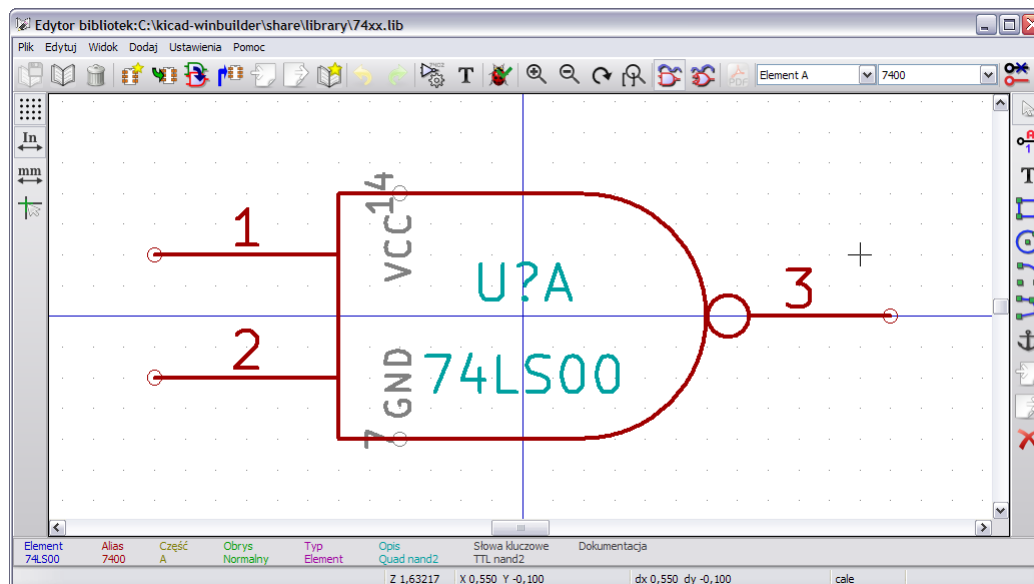 Edytor bibliotek:C:\kicad-winbuilder\share\library\74xx.lib
Plik Edytuj Widok Dodaj Ustawienia Pomoc
T Element A 7400
In
mm
T
14
VCC
1
U?A
3
2
GND
74LS00
7
Element Alias Część Obrys Typ Opis Słowa kluczowe Dokumentacja
74LS00 7400 A Normalny Element Quad nand2 TTL nand2
Z 1,63217 X 0,550 Y -0,100 dx 0,550 dy -0,100 cale